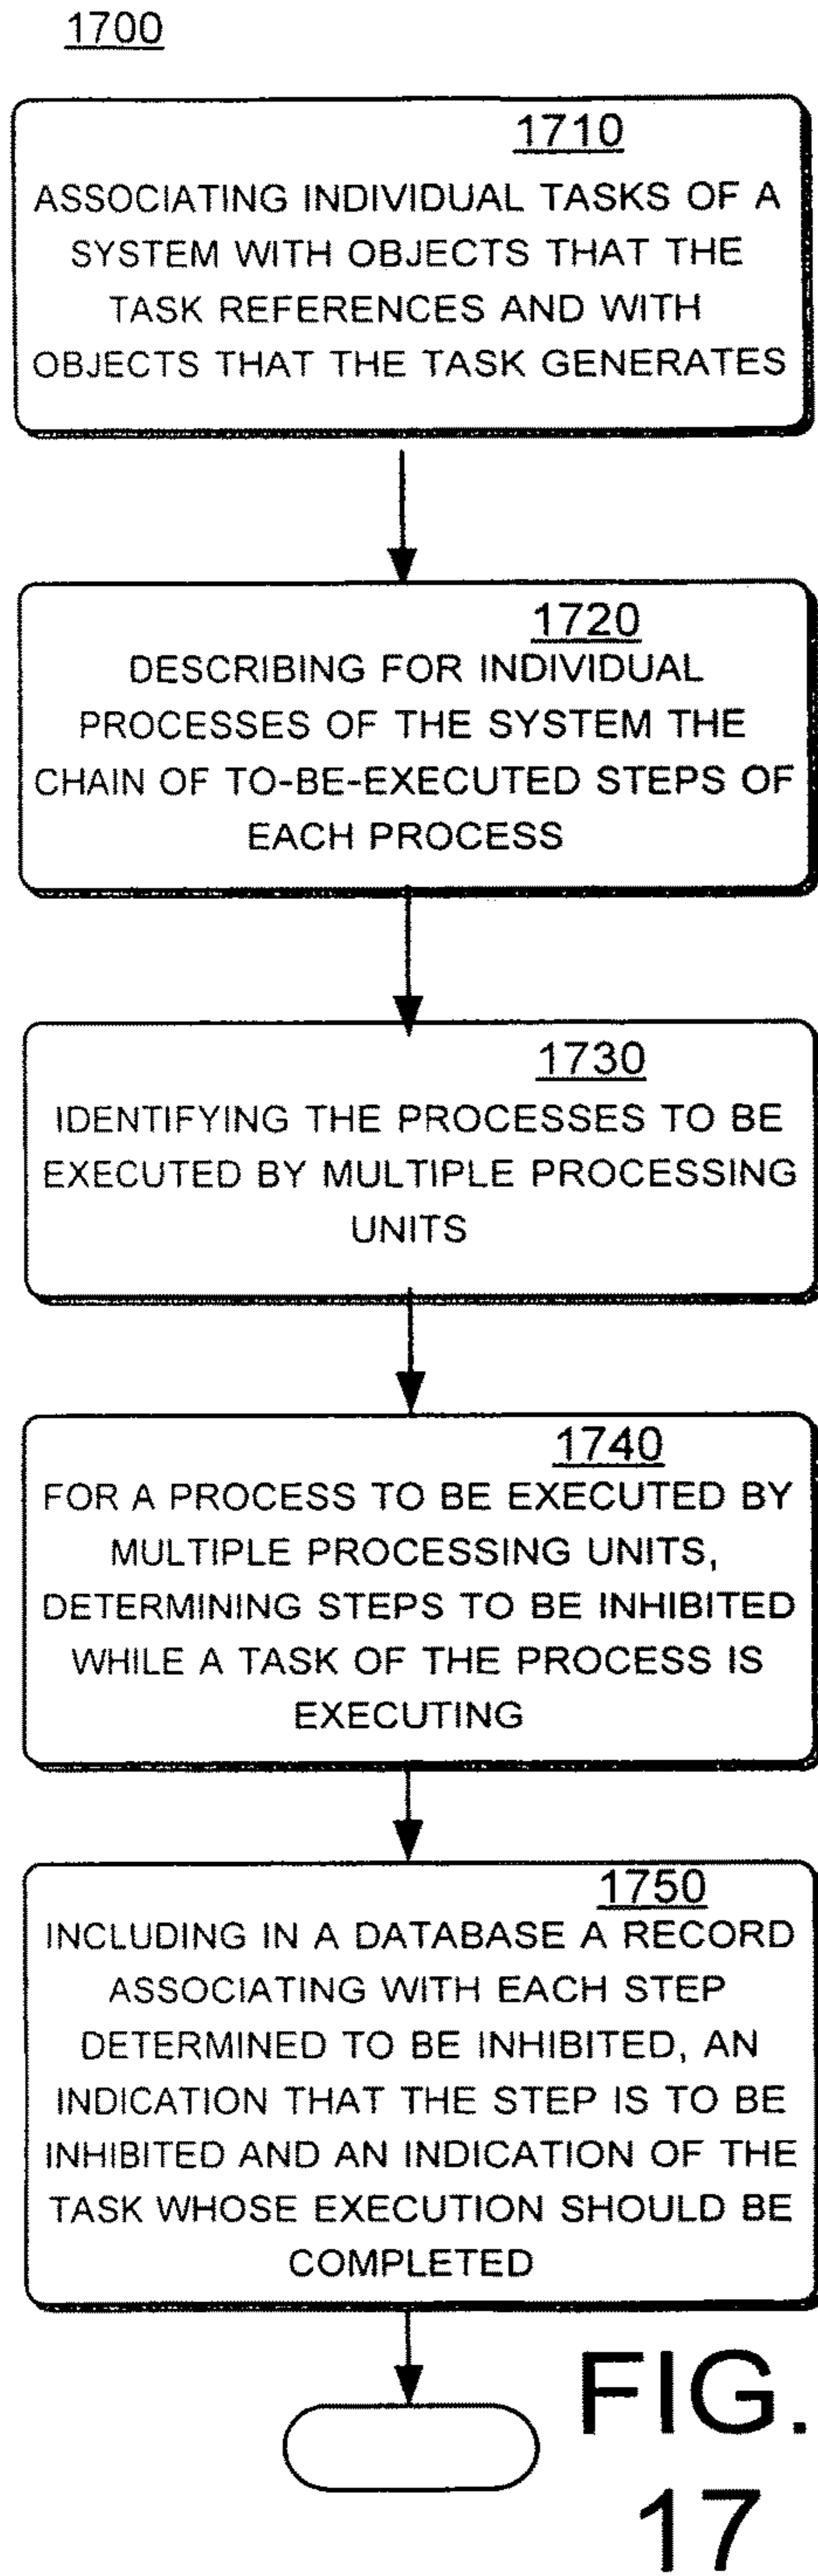 1700
1710
ASSOCIATING INDIVIDUAL TASKS OF A
SYSTEM WITH OBJECTS THAT THE
TASK REFERENCES AND WITH
OBJECTS THAT THE TASK GENERATES
1720
DESCRIBING FOR INDIVIDUAL
PROCESSES OF THE SYSTEM THE
CHAIN OF TO-BE-EXECUTED STEPS OF
EACH PROCESS
1730
IDENTIFYING THE PROCESSES TO BE
EXECUTED BY MULTIPLE PROCESSING
UNITS
1740
FOR A PROCESS TO BE EXECUTED BY
MULTIPLE PROCESSING UNITS,
DETERMINING STEPS TO BE INHIBITED
WHILE A TASK OF THE PROCESS IS
EXECUTING
1750
INCLUDING IN A DATABASE A RECORD
ASSOCIATING WITH EACH STEP
DETERMINED TO BE INHIBITED, AN
INDICATION THAT THE STEP IS TO BE
INHIBITED AND AN INDICATION OF THE
TASK WHOSE EXECUTION SHOULD BE
COMPLETED
FIG.
17